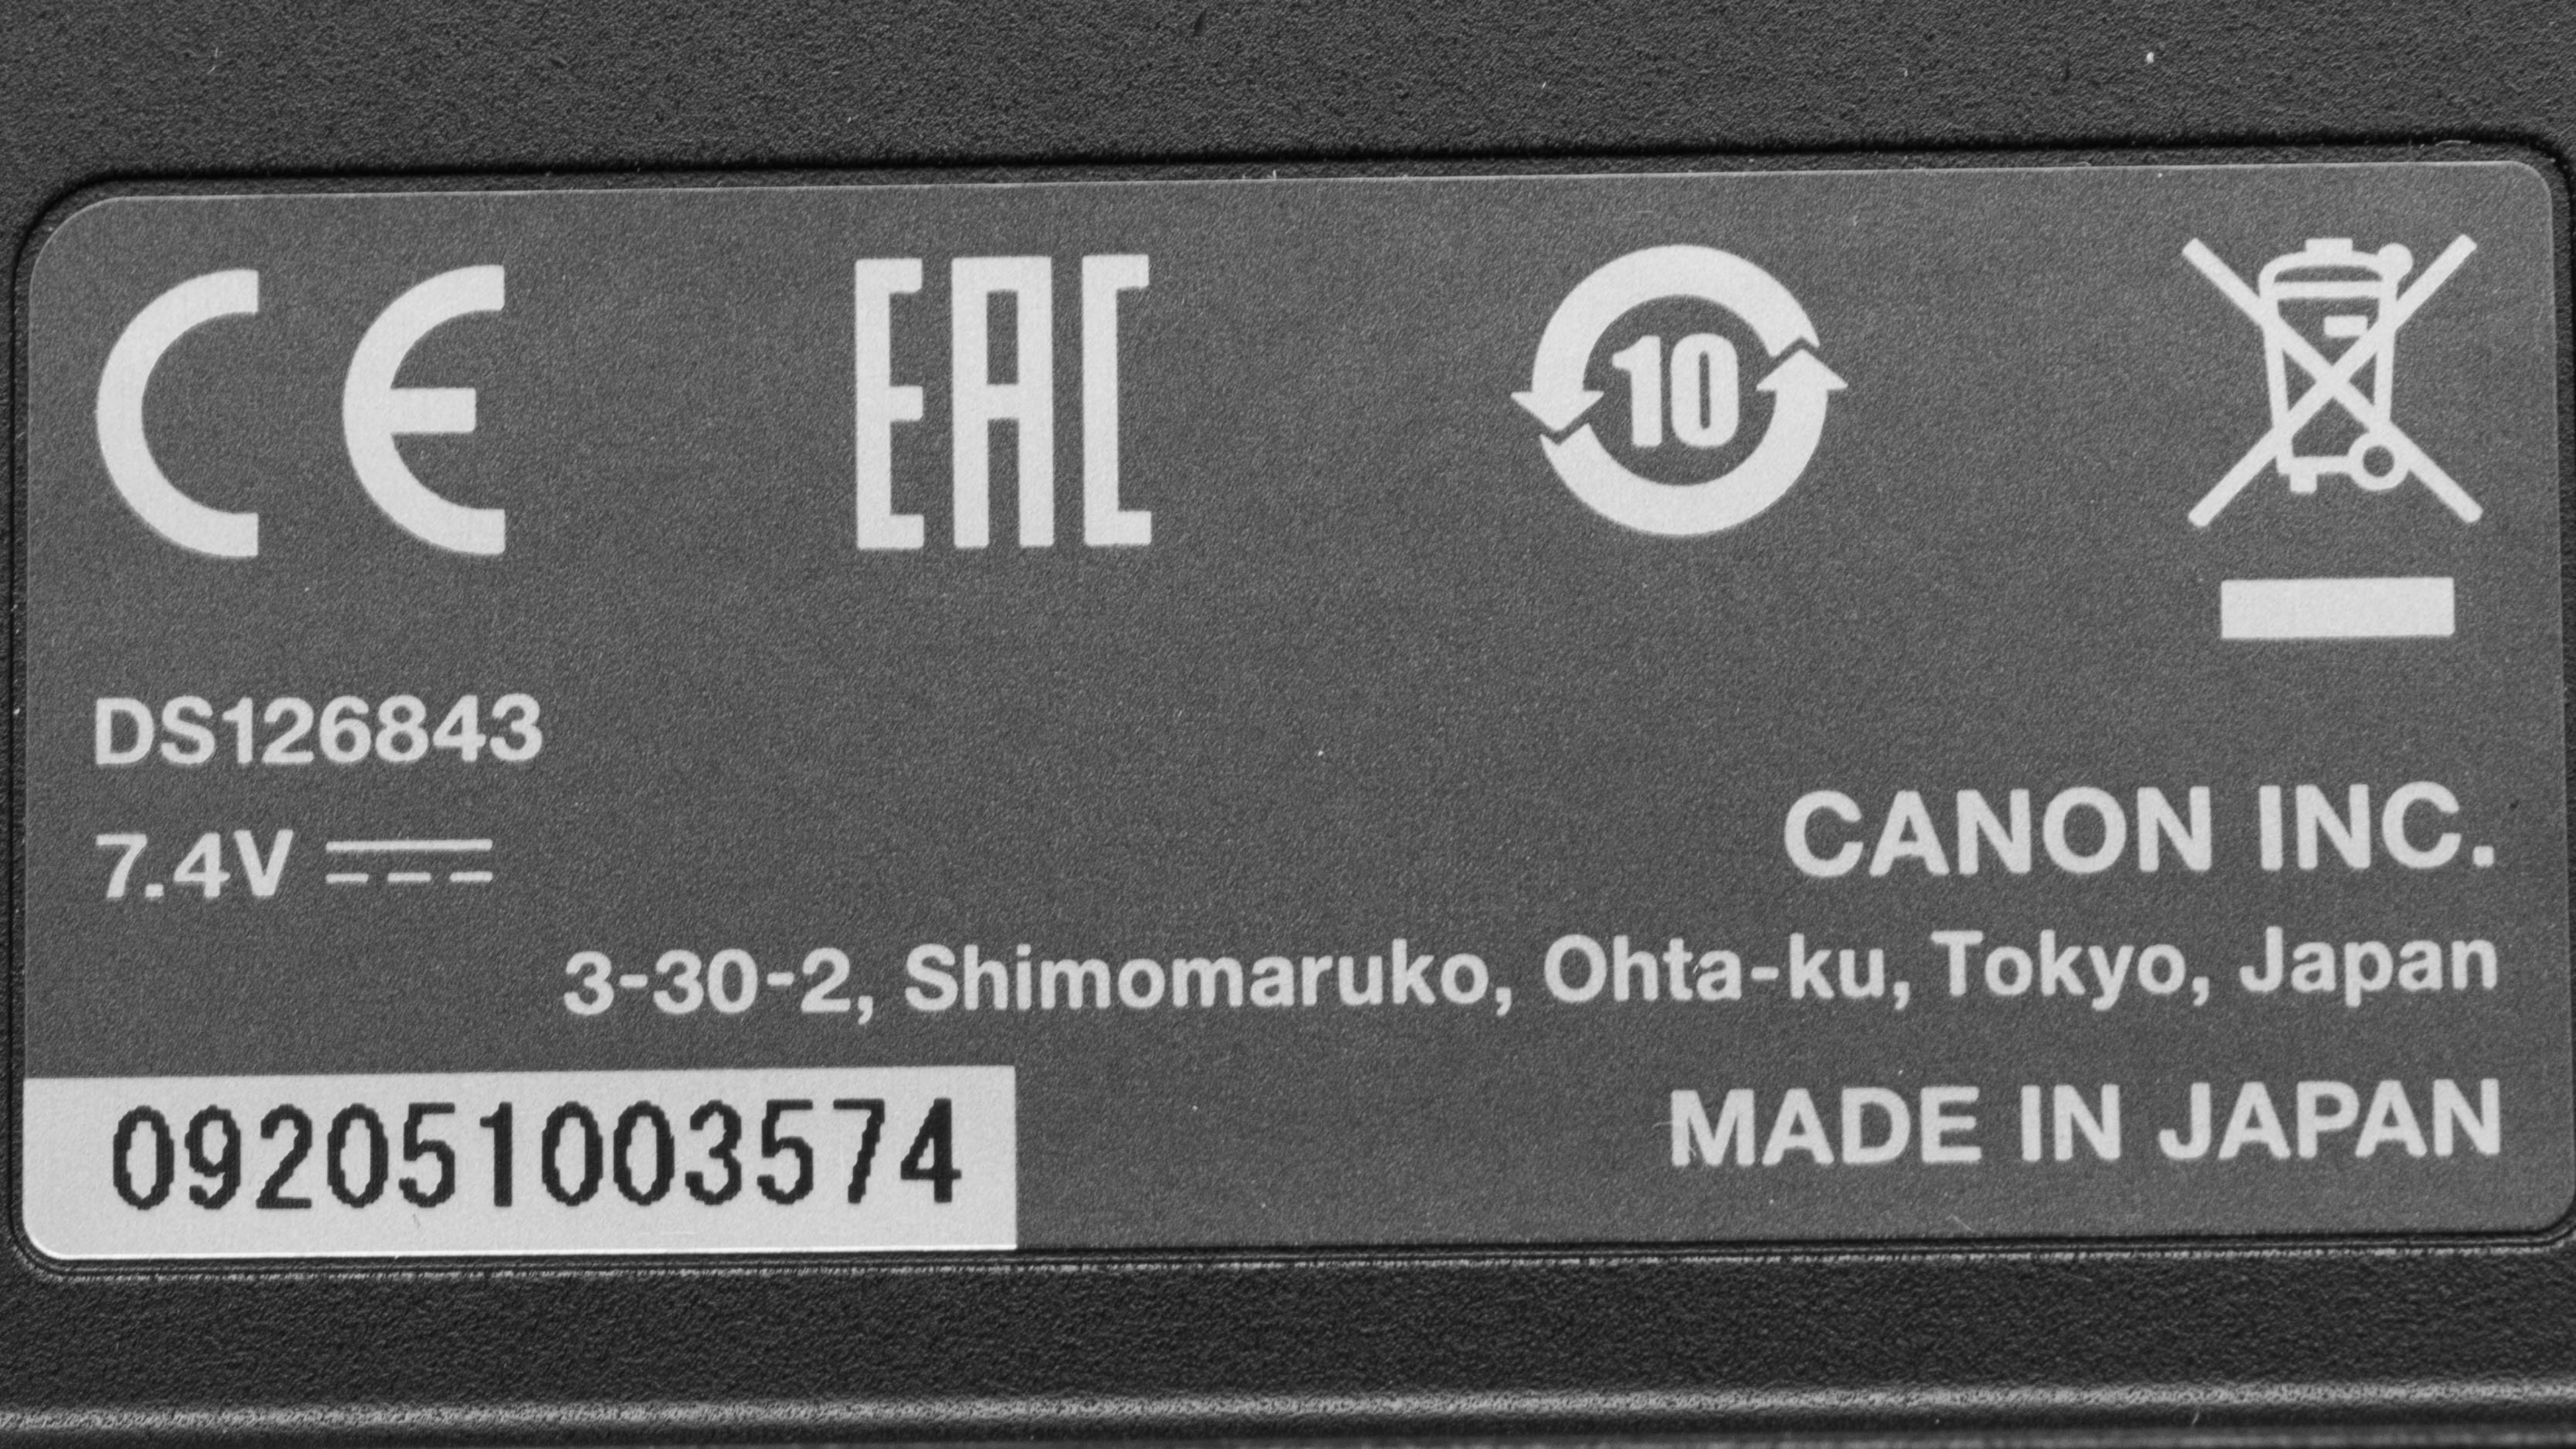 CE EAC 10
DS126843
7.4V
CANON INC.
3-30-2, Shimomaruko, Ohta-ku, Tokyo, Japan
092051003574
MADE IN JAPAN